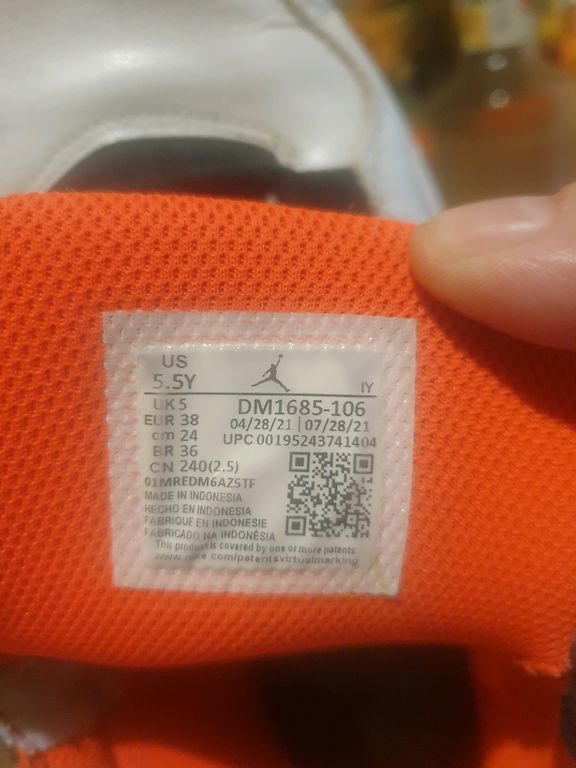 US
5.5Y
IY
UK 5
EUR 38
cm 24
BR 36
CN 240(2.5)
DM1685-106
04/28/21 | 07/28/21
UPC 00195243741404
01MREDM6AZ5TF
MADE IN INDONESIA
HECHO EN INDONESIA
FABRIQUE EN INDONESIE
FABRICADO NA INDONÉSIA
This product is covered by one or more patents.
www.nike.com/patentsvirtualmarking